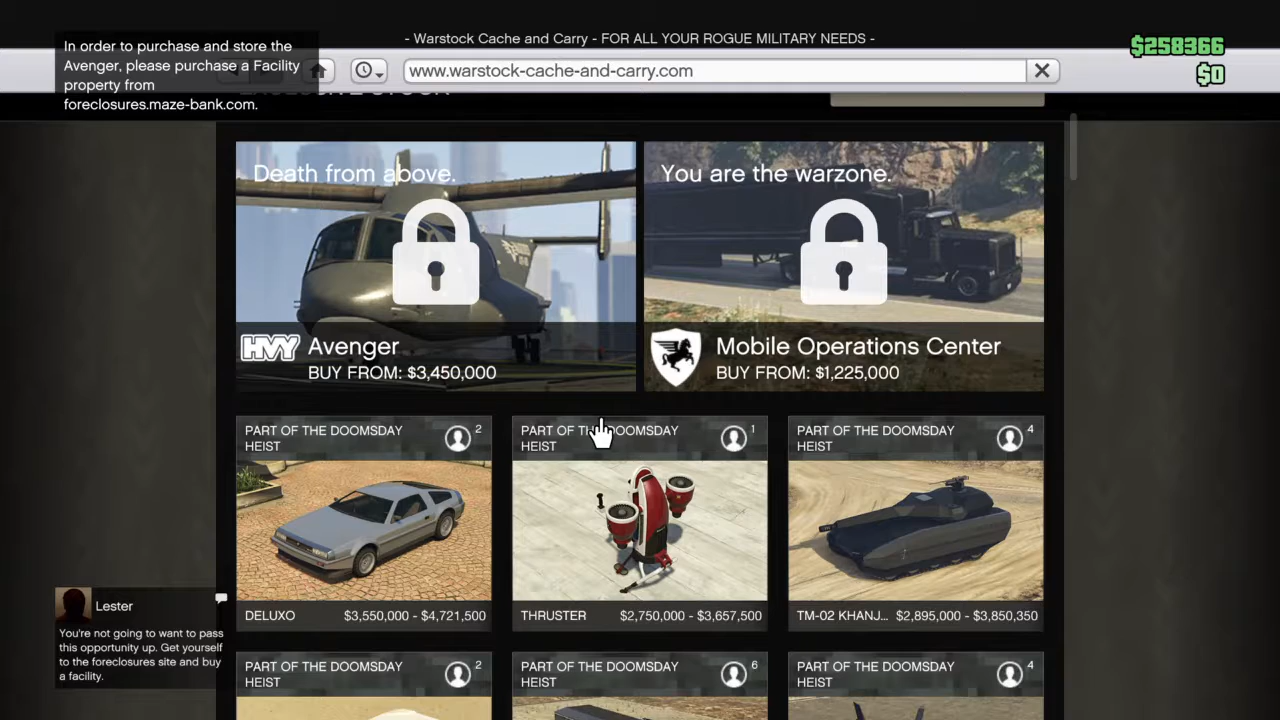 In order to purchase and store the
Avenger, please purchase a Facility
property from
foreclosures.maze-bank.com.
- Warstock Cache and Carry - FOR ALL YOUR ROGUE MILITARY NEEDS -
$258366
$0
www.warstock-cache-and-carry.com
Death from above.
HVY Avenger
BUY FROM: $3,450,000
You are the warzone.
Mobile Operations Center
BUY FROM: $1,225,000
PART OF THE DOOMSDAY
HEIST
2
DELUXO $3,550,000 - $4,721,500
PART OF THE DOOMSDAY
HEIST
1
THRUSTER $2,750,000 - $3,657,500
PART OF THE DOOMSDAY
HEIST
4
TM-02 KHANJ... $2,895,000 - $3,850,350
PART OF THE DOOMSDAY
HEIST
2
PART OF THE DOOMSDAY
HEIST
6
PART OF THE DOOMSDAY
HEIST
4
Lester
You're not going to want to pass
this opportunity up. Get yourself
to the foreclosures site and buy
a facility.